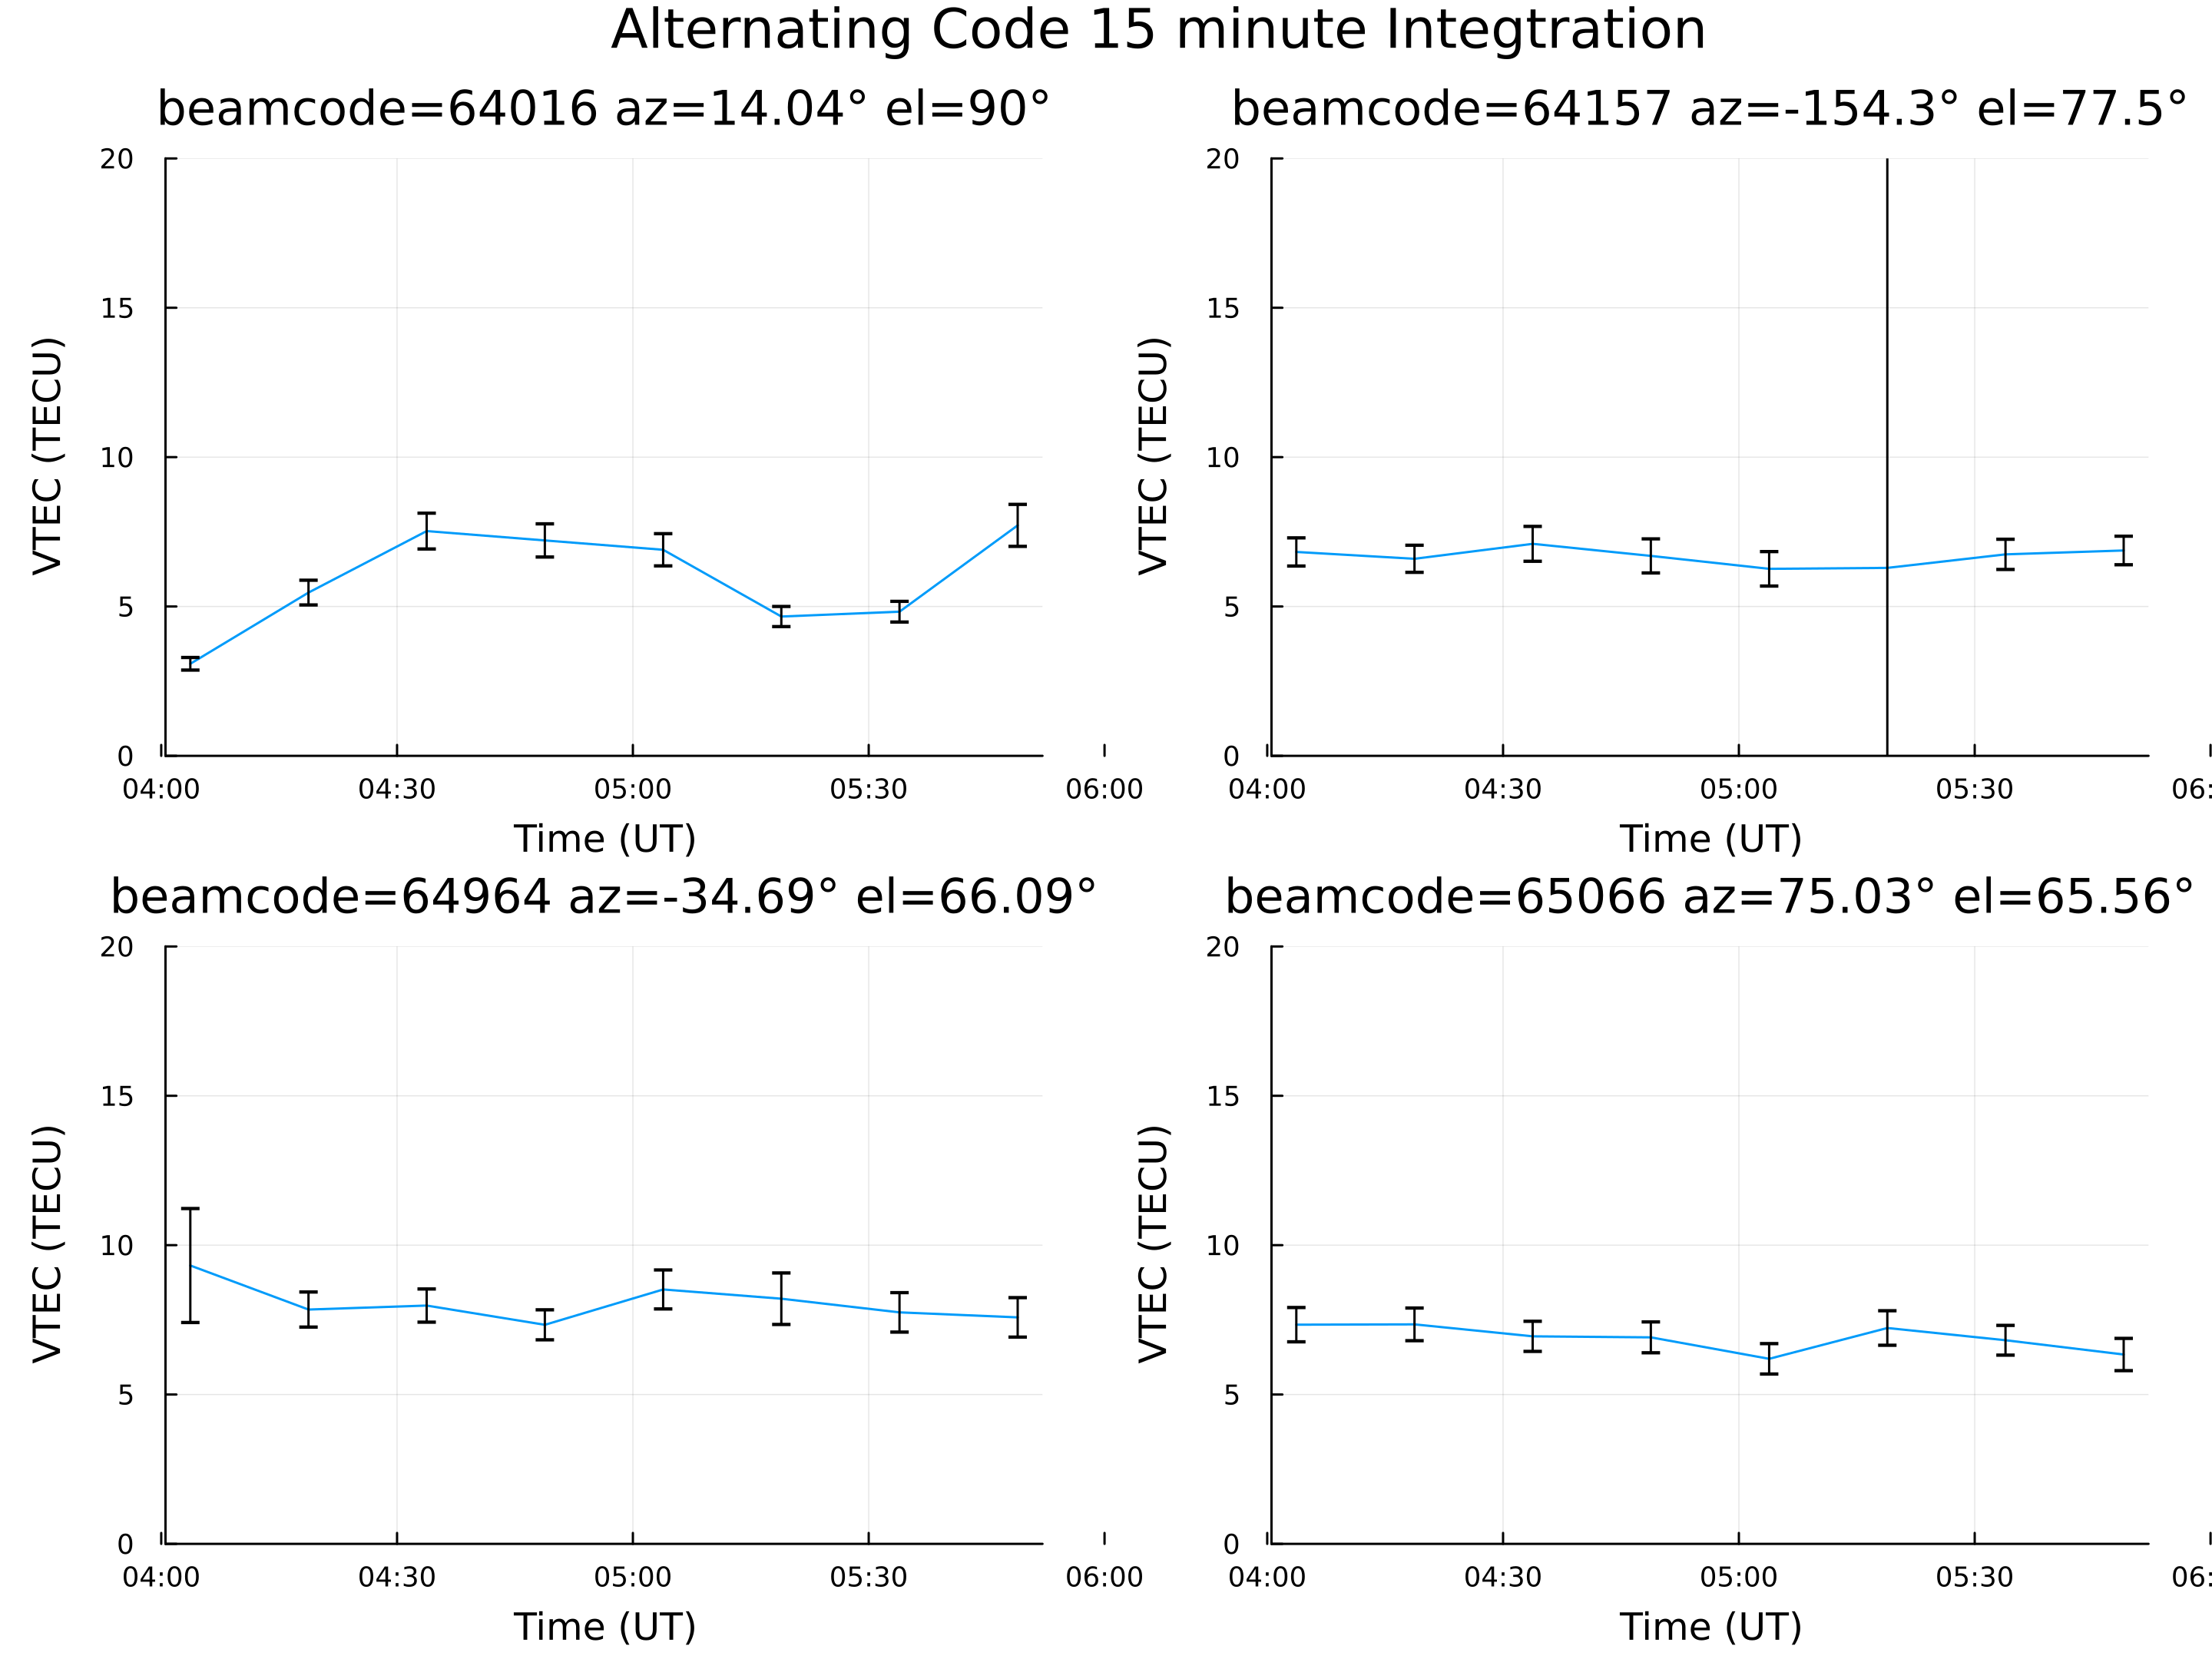 Alternating Code 15 minute Integtration
beamcode=64016 az=14.04° el=90°
20
15
10
5
0
VTEC (TECU)
04:00 04:30 05:00 05:30 06:00
Time (UT)
beamcode=64157 az=-154.3° el=77.5°
20
15
10
5
0
VTEC (TECU)
04:00 04:30 05:00 05:30 06:
Time (UT)
beamcode=64964 az=-34.69° el=66.09°
20
15
10
5
0
VTEC (TECU)
04:00 04:30 05:00 05:30 06:00
Time (UT)
beamcode=65066 az=75.03° el=65.56°
20
15
10
5
0
VTEC (TECU)
04:00 04:30 05:00 05:30 06:
Time (UT)